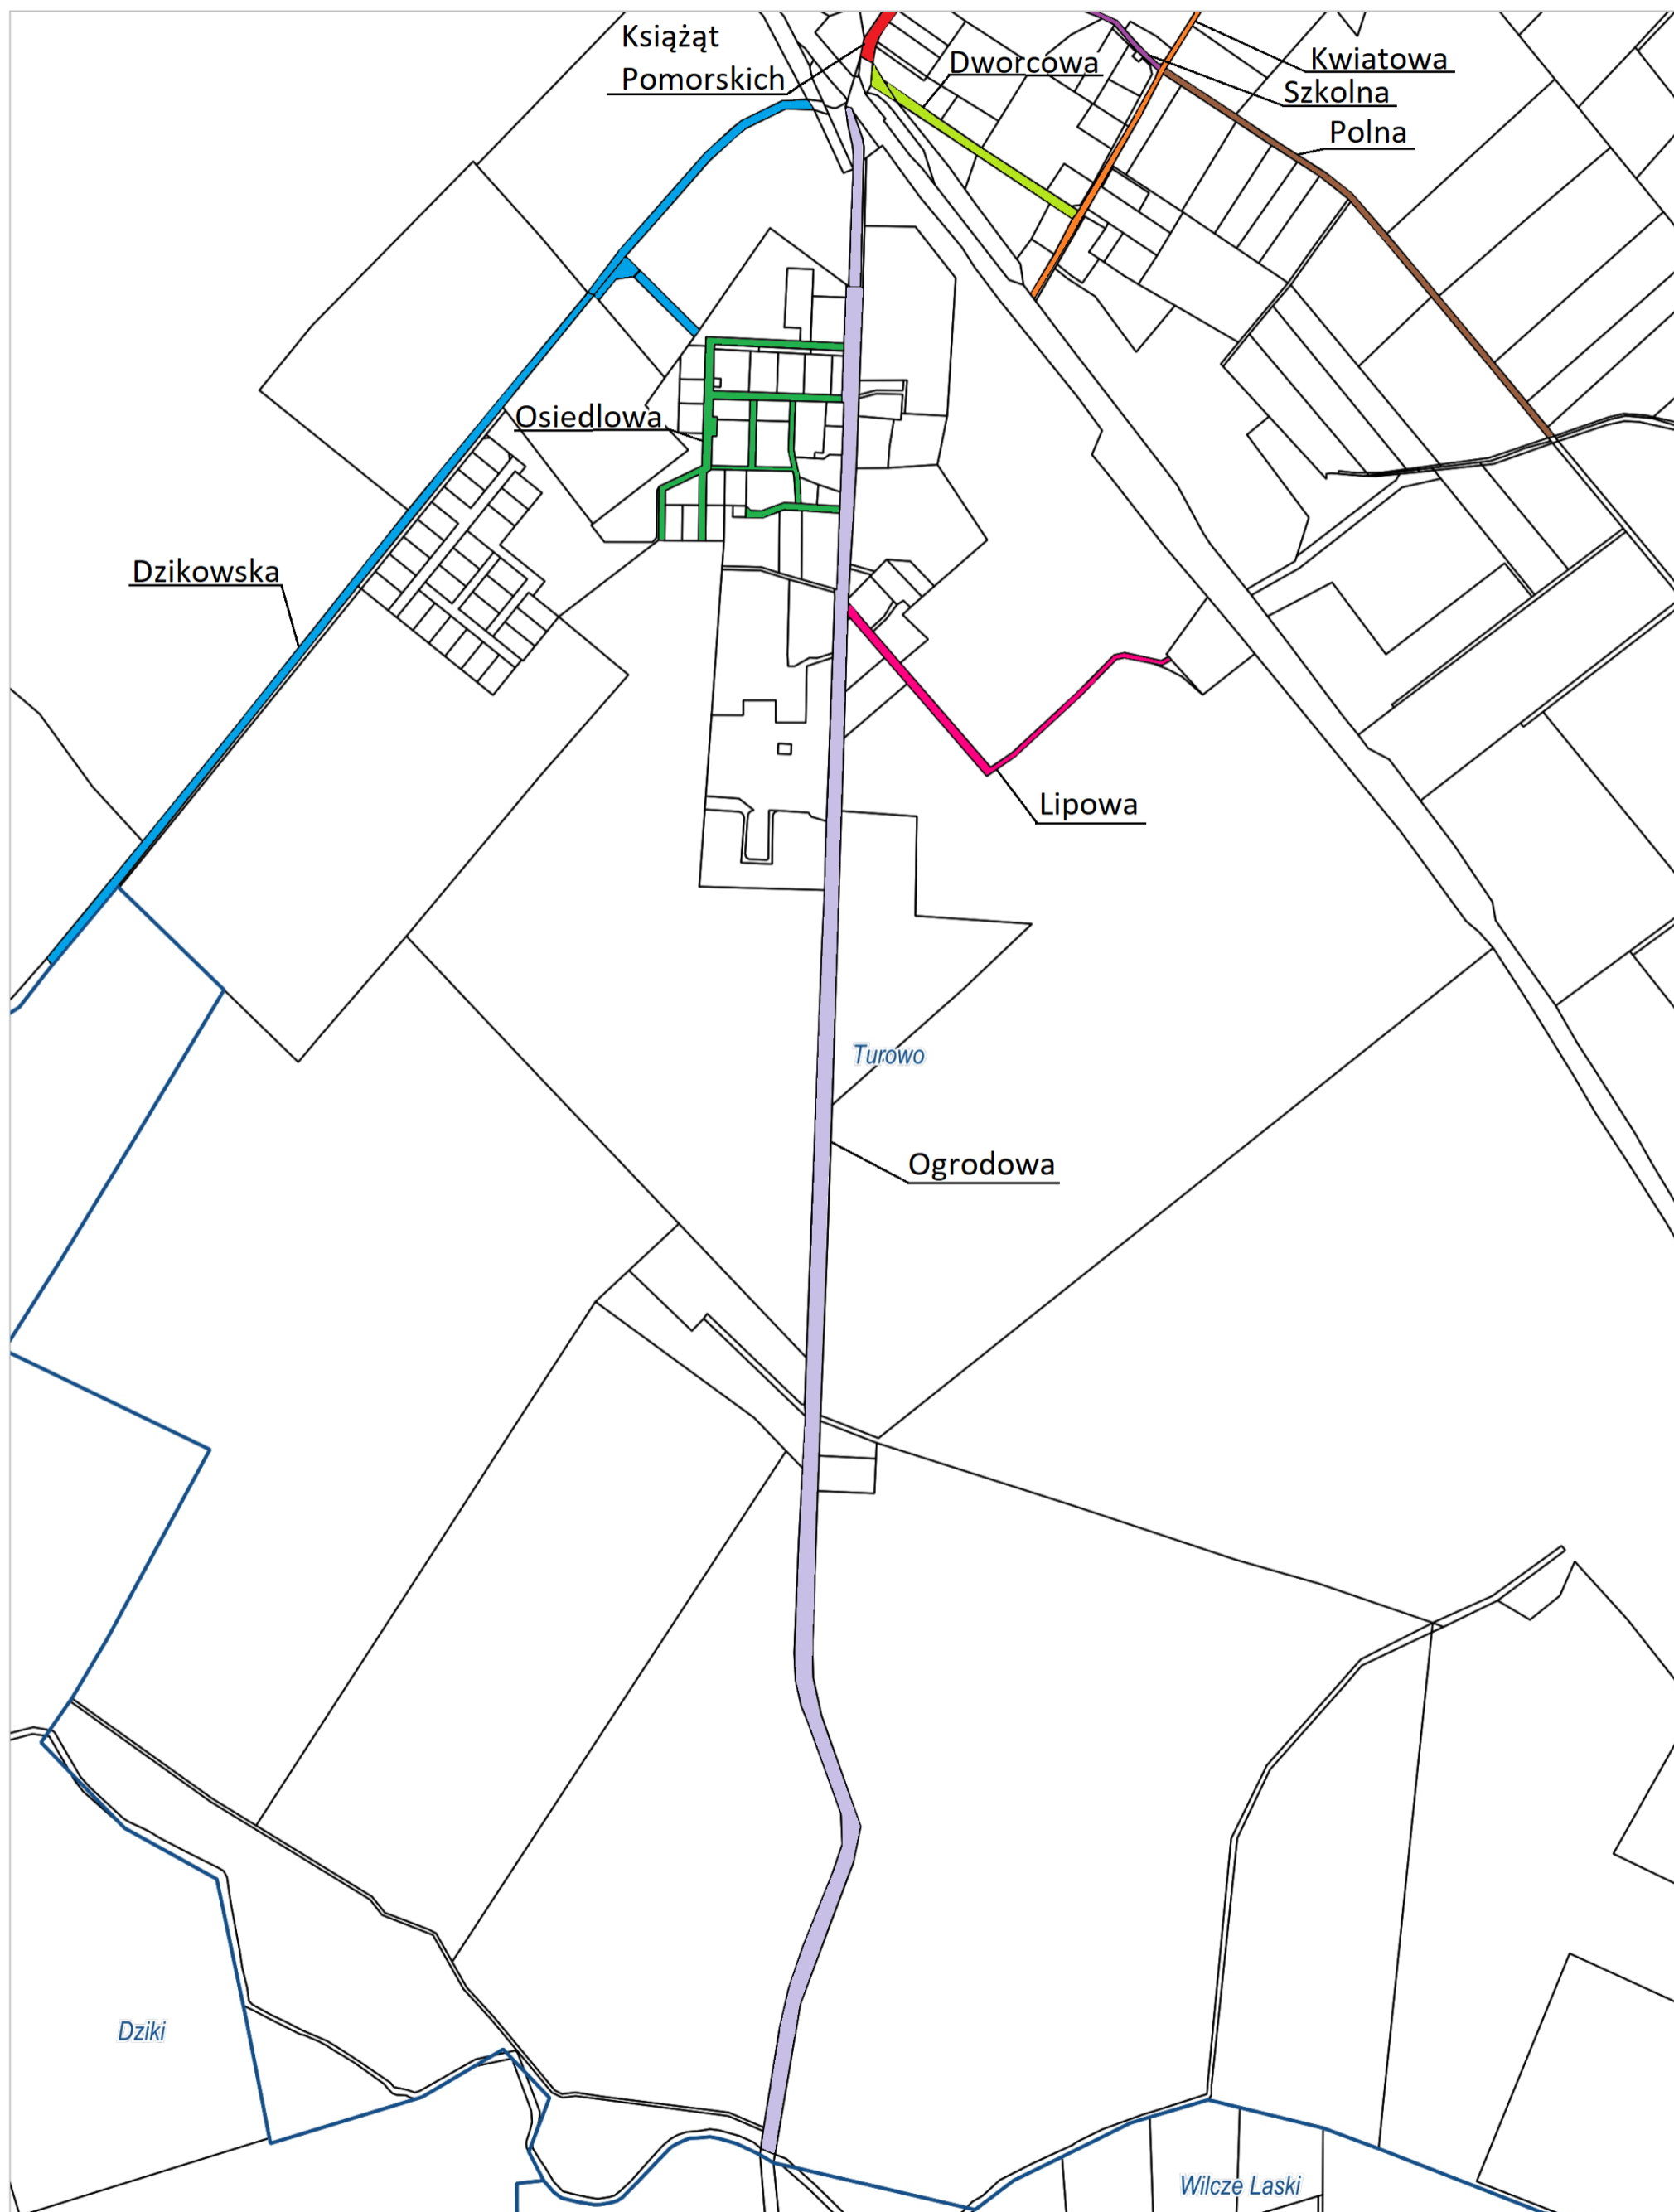 Książąt
Pomorskich
Dworcowa
Kwiatowa
Szkolna
Polna
Osiedlowa
Dzikowska
Lipowa
Turowo
Ogrodowa
Dziki
Wilcze Laski